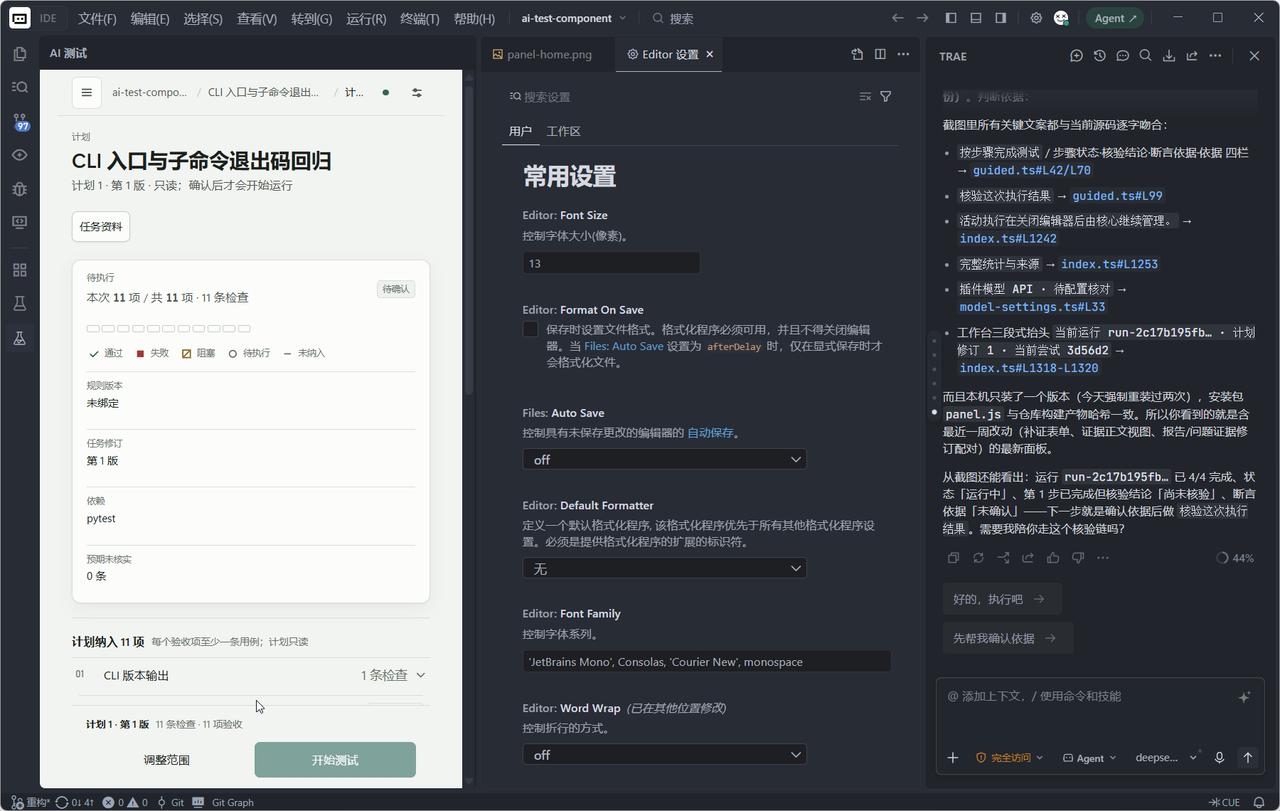 IDE 文件(F) 编辑(E) 选择(S) 查看(V) 转到(G) 运行(R) 终端(T) 帮助(H) ai-test-component 搜索 Agent ↗
AI 测试
97
ai-test-compo... / CLI 入口与子命令退出... / 计...
计划
CLI 入口与子命令退出码回归
计划 1 · 第 1 版 · 只读；确认后才会开始运行
任务资料
待执行
本次 11 项 / 共 11 项 · 11 条检查
待确认
通过 失败 阻塞 待执行 未纳入
规则版本
未绑定
任务修订
第 1 版
依赖
pytest
预期未核实
0 条
计划纳入 11 项 每个验收项至少一条用例；计划只读
01 CLI 版本输出 1 条检查
计划 1 · 第 1 版 11 条检查 · 11 项验收
调整范围 开始测试
panel-home.png Editor 设置
搜索设置
用户 工作区
常用设置
Editor: Font Size
控制字体大小(像素)。
13
Editor: Format On Save
保存时设置文件格式。格式化程序必须可用，并且不得关闭编辑
器。当 Files: Auto Save 设置为 afterDelay 时，仅在显式保存时才
会格式化文件。
Files: Auto Save
控制具有未保存更改的编辑器的 自动保存。
off
Editor: Default Formatter
定义一个默认格式化程序, 该格式化程序优先于所有其他格式化程序设
置。必须是提供格式化程序的扩展的标识符。
无
Editor: Font Family
控制字体系列。
'JetBrains Mono', Consolas, 'Courier New', monospace
Editor: Word Wrap (已在其他位置修改)
控制折行的方式。
off
TRAE
份）。判断依据：
截图里所有关键文案都与当前源码逐字吻合：
按步骤完成测试 / 步骤状态·核验结论·断言依据·依据 四栏
→ guided.ts#L42/L70
核验这次执行结果 → guided.ts#L99
活动执行在关闭编辑器后由核心继续管理。 →
index.ts#L1242
完整统计与来源 → index.ts#L1253
插件模型 API · 待配置核对 →
model-settings.ts#L33
工作台三段式抬头 当前运行 run-2c17b195fb… · 计划
修订 1 · 当前尝试 3d56d2 →
index.ts#L1318-L1320
而且本机只装了一个版本（今天强制重装过两次），安装包
panel.js 与仓库构建产物哈希一致。所以你看到的就是含
最近一周改动（补证表单、证据正文视图、报告/问题证据修
订配对）的最新面板。
从截图还能看出：运行 run-2c17b195fb… 已 4/4 完成、状
态「运行中」、第 1 步已完成但核验结论「尚未核验」、断言
依据「未确认」——下一步就是确认依据后做 核验这次执行
结果 。需要我陪你走这个核验链吗？
44%
好的，执行吧 →
先帮我确认依据 →
@ 添加上下文，/ 使用命令和技能
完全访问 Agent deepse...
重构* 0↓ 4↑ 0 0 Git Git Graph CUE